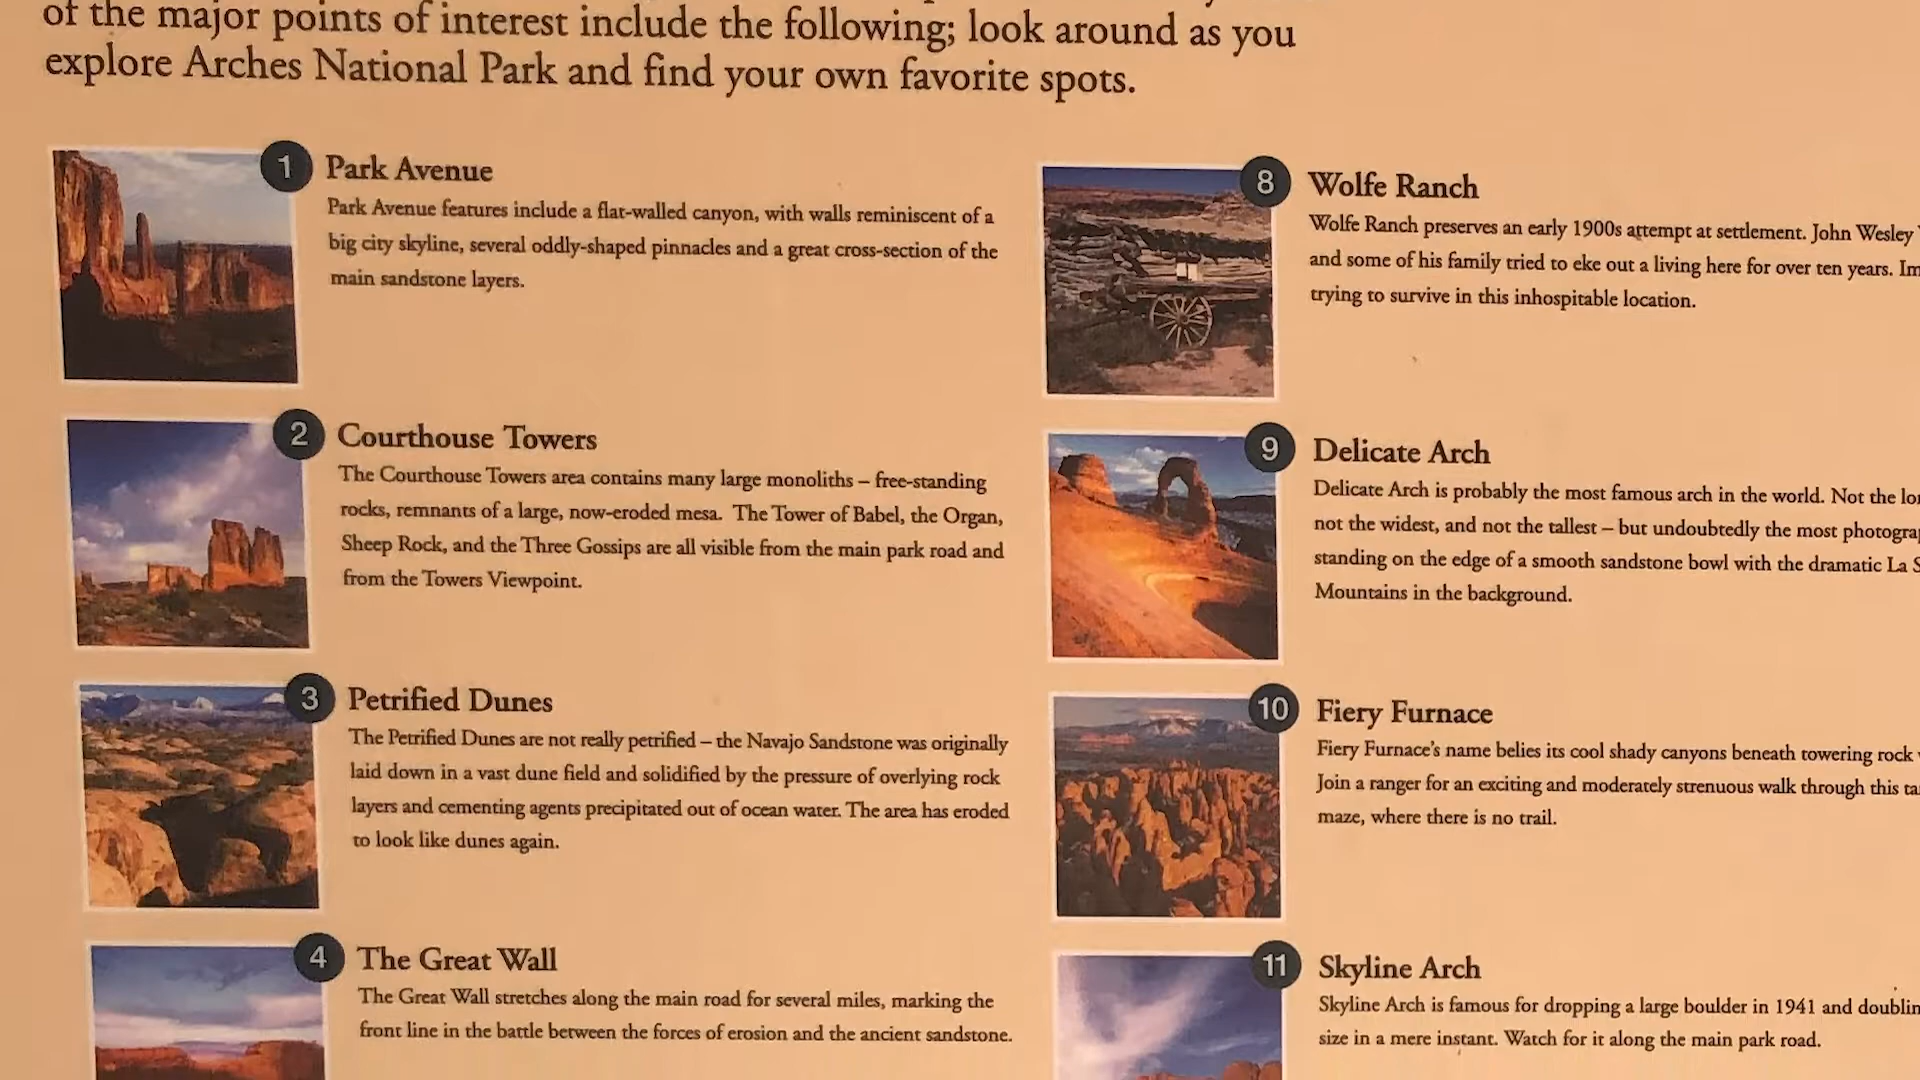 of the major points of interest include the following; look around as you
explore Arches National Park and find your own favorite spots.
1
Park Avenue
Park Avenue features include a flat-walled canyon, with walls reminiscent of a
big city skyline, several oddly-shaped pinnacles and a great cross-section of the
main sandstone layers.
2
Courthouse Towers
The Courthouse Towers area contains many large monoliths – free-standing
rocks, remnants of a large, now-eroded mesa. The Tower of Babel, the Organ,
Sheep Rock, and the Three Gossips are all visible from the main park road and
from the Towers Viewpoint.
3
Petrified Dunes
The Petrified Dunes are not really petrified – the Navajo Sandstone was originally
laid down in a vast dune field and solidified by the pressure of overlying rock
layers and cementing agents precipitated out of ocean water. The area has eroded
to look like dunes again.
4
The Great Wall
The Great Wall stretches along the main road for several miles, marking the
front line in the battle between the forces of erosion and the ancient sandstone.
8
Wolfe Ranch
Wolfe Ranch preserves an early 1900s attempt at settlement. John Wesley
and some of his family tried to eke out a living here for over ten years.
trying to survive in this inhospitable location.
9
Delicate Arch
Delicate Arch is probably the most famous arch in the world. Not the
not the widest, and not the tallest – but undoubtedly the most
standing on the edge of a smooth sandstone bowl with the dramatic La
Mountains in the background.
10
Fiery Furnace
Fiery Furnace's name belies its cool shady canyons beneath towering rock
Join a ranger for an exciting and moderately strenuous walk through this
maze, where there is no trail.
11
Skyline Arch
Skyline Arch is famous for dropping a large boulder in 1941 and
size in a mere instant. Watch for it along the main park road.